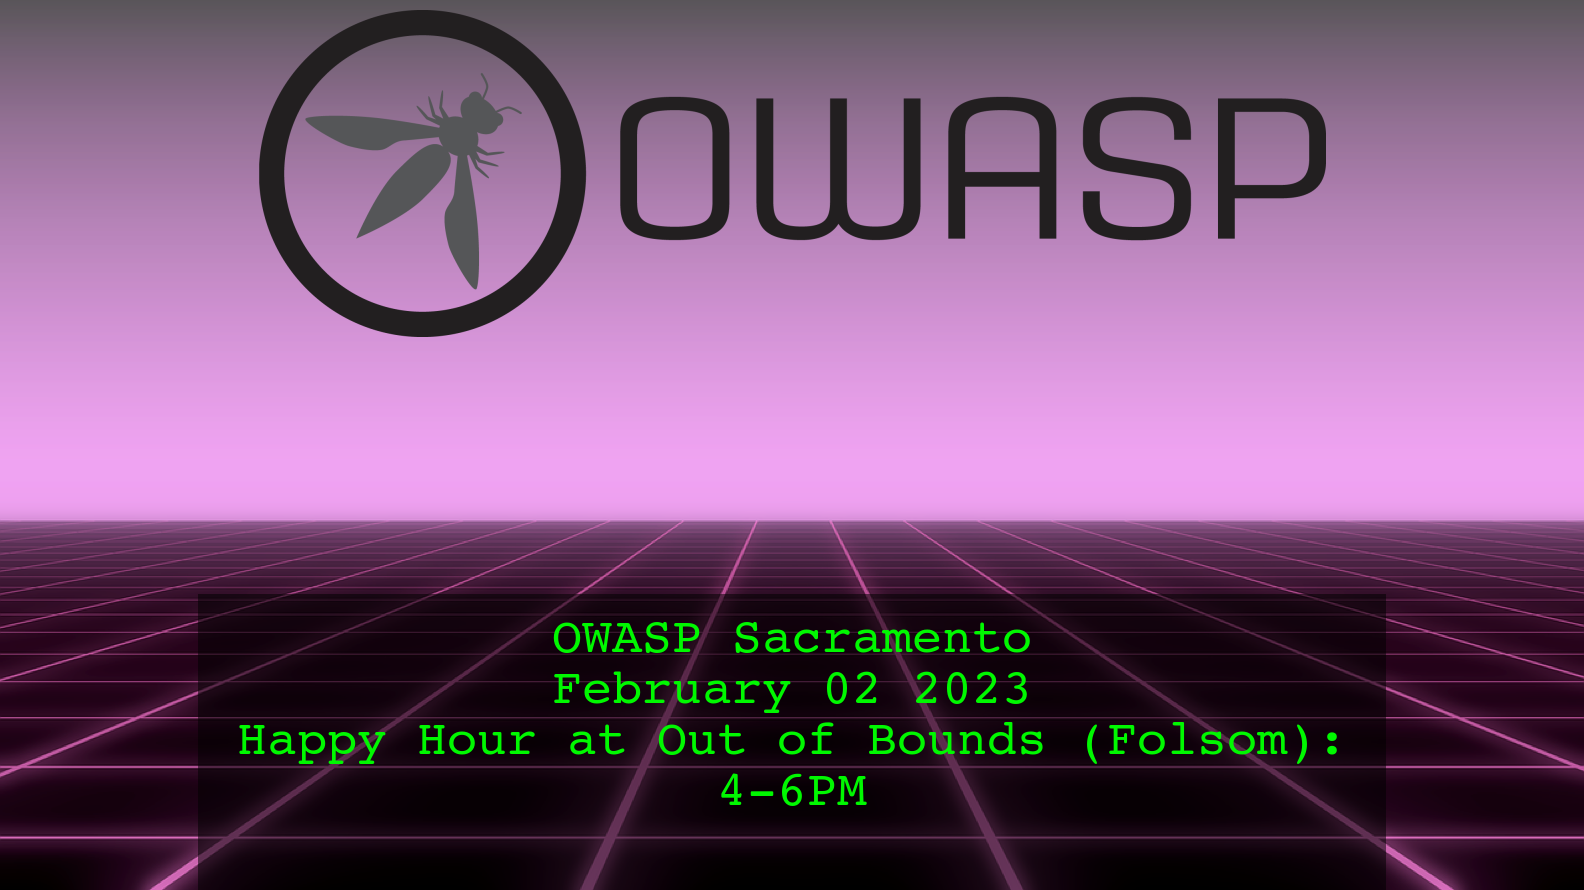 OWASP
OWASP Sacramento
February 02 2023
Happy Hour at Out of Bounds (Folsom):
4-6PM